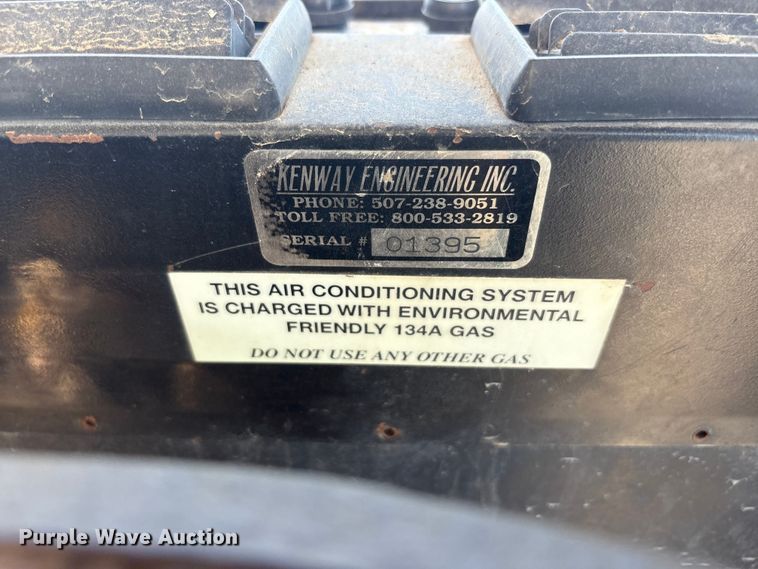 KENWAY ENGINEERING INC.
PHONE: 507-238-9051
TOLL FREE: 800-533-2819
SERIAL # 01395
THIS AIR CONDITIONING SYSTEM
IS CHARGED WITH ENVIRONMENTAL
FRIENDLY 134A GAS
DO NOT USE ANY OTHER GAS
Purple Wave Auction